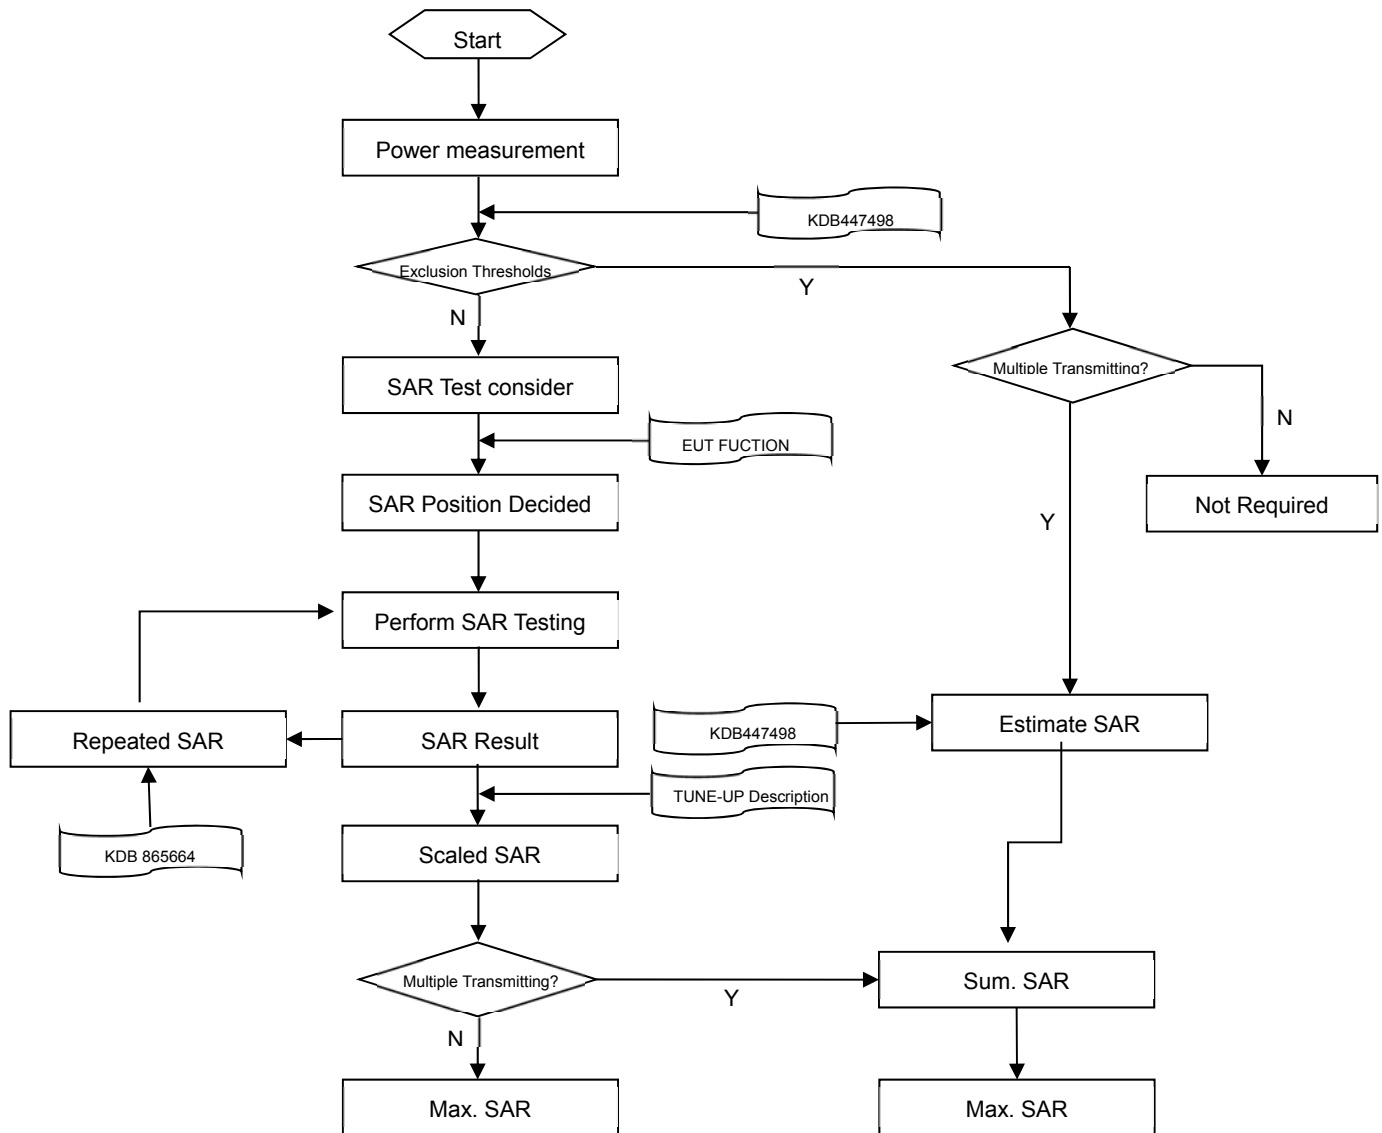 Start
Power measurement
KDB447498
Exclusion Thresholds
Y
N
Multiple Transmitting?
SAR Test consider
N
EUT FUCTION
SAR Position Decided
Not Required
Y
Perform SAR Testing
Repeated SAR
SAR Result
KDB447498
Estimate SAR
TUNE-UP Description
KDB 865664
Scaled SAR
Multiple Transmitting?
Y
Sum. SAR
N
Max. SAR
Max. SAR